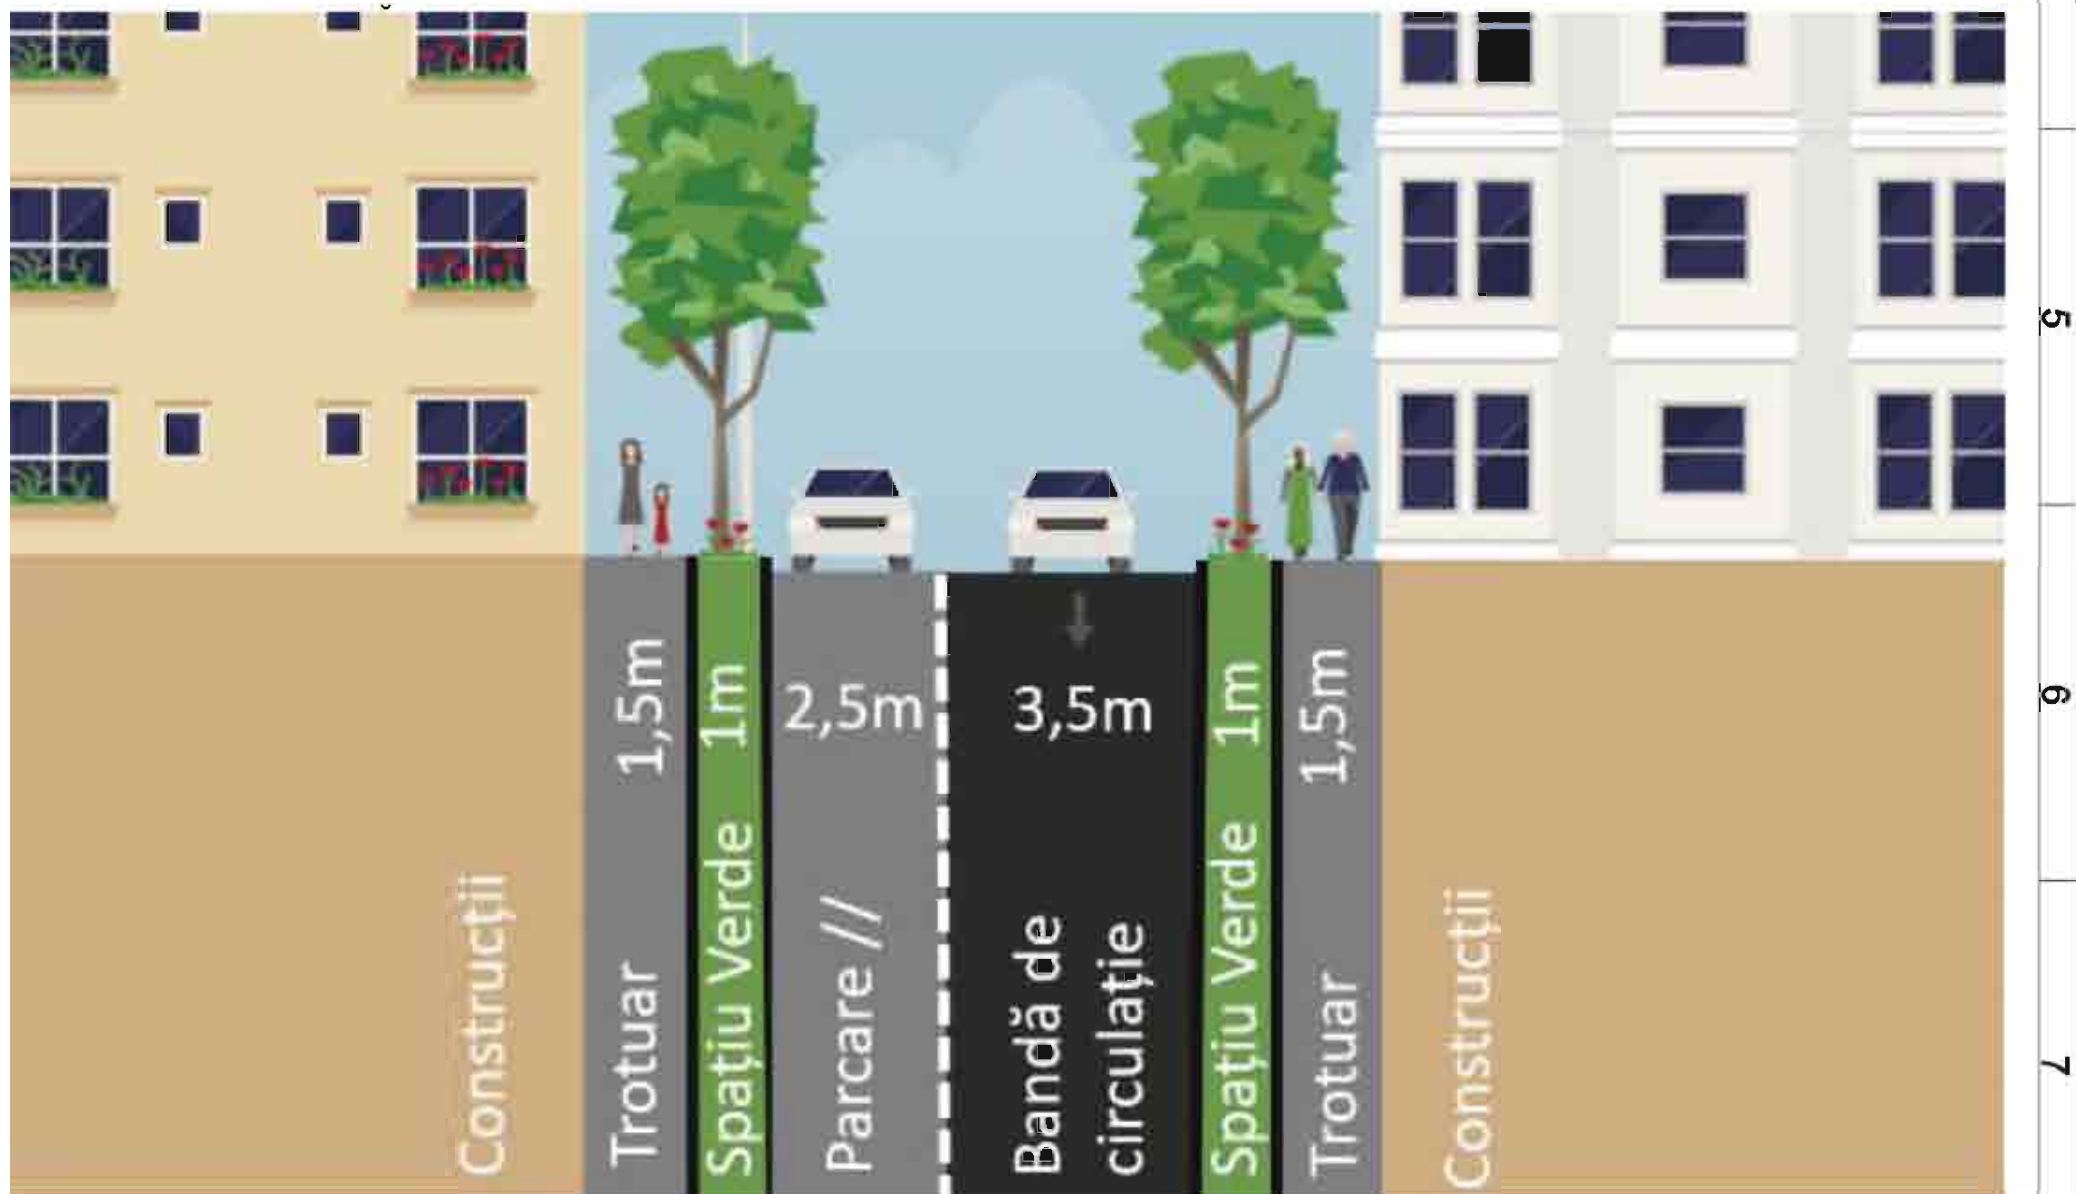 Construcții
Trotuar 1,5m
Spațiu Verde 1m
Parcare //
2,5m
Bandă de
circulație
3,5m
Spațiu Verde 1m
Trotuar 1,5m
Construcții
5
6
7